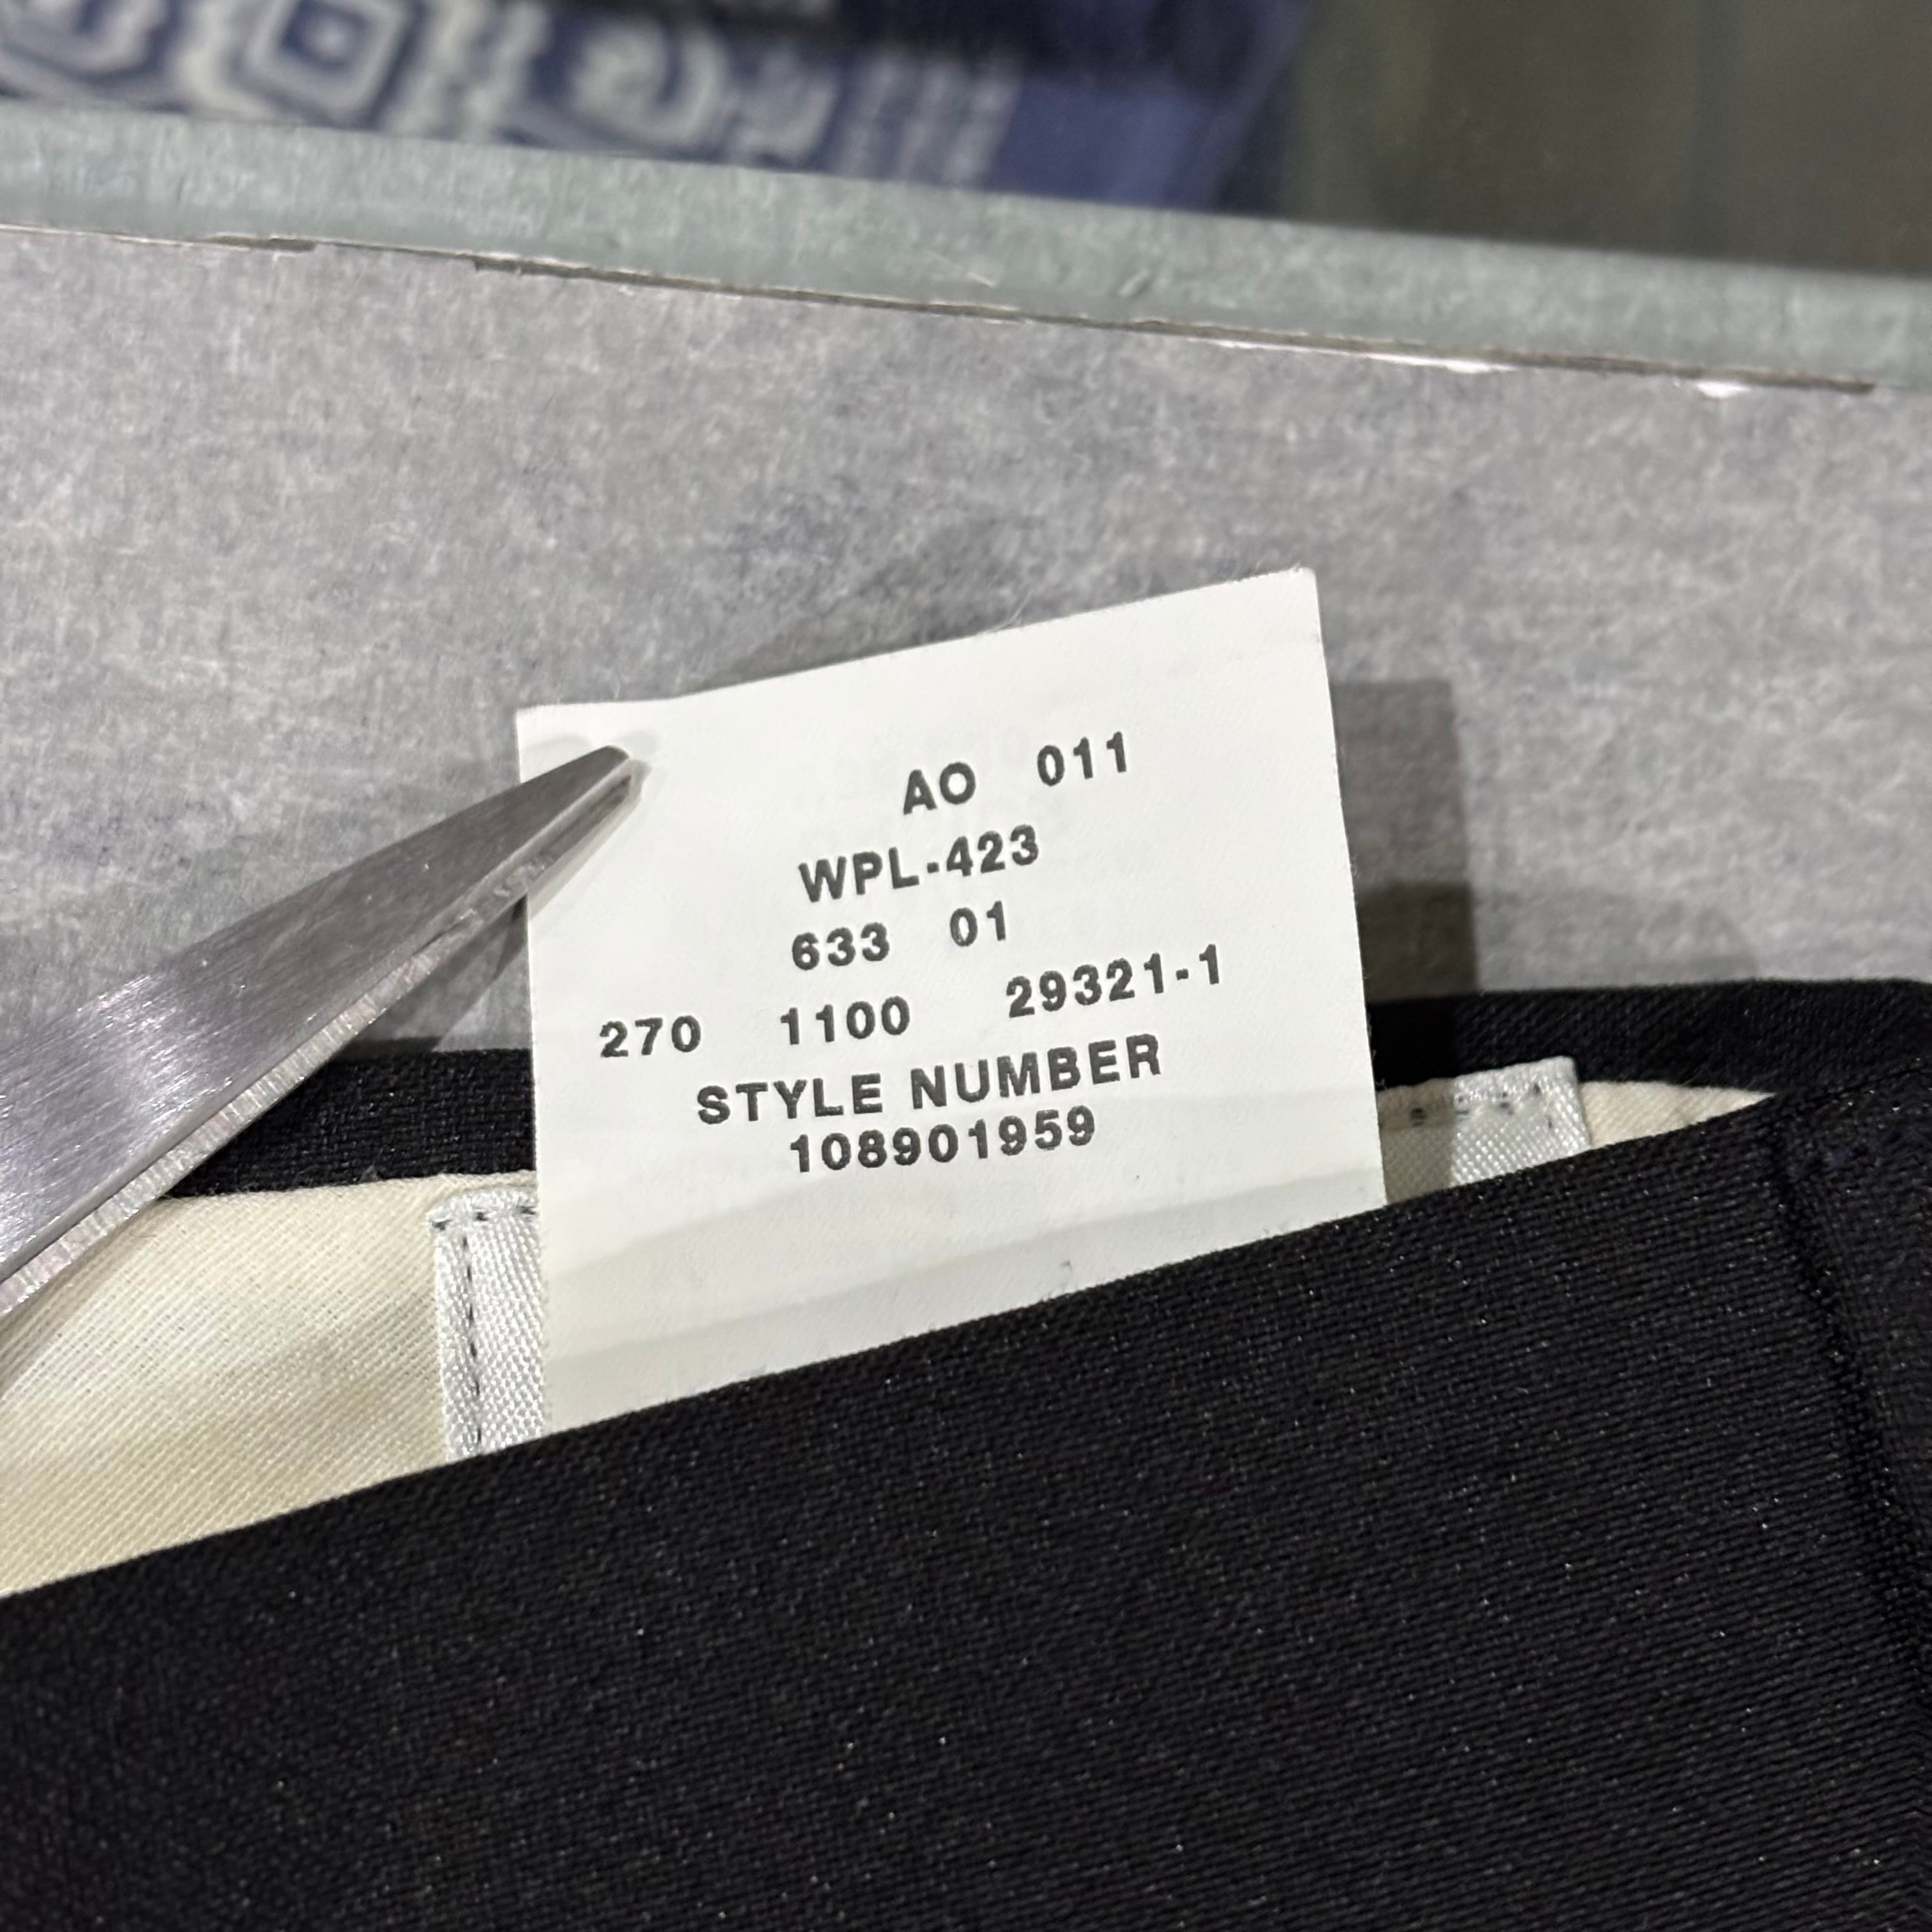 AO 011
WPL-423
633 01
270 1100 29321-1
STYLE NUMBER
108901959